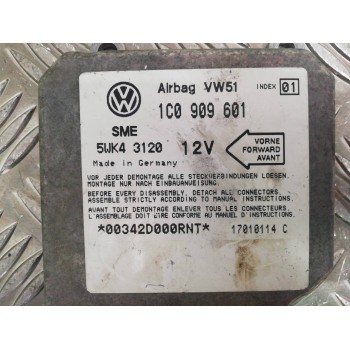 Airbag VW51 INDEX 01
1C0 909 601
SME
5WK4 3120 12V
VORNE
FORWARD
AVANT
Made in Germany
VOR JEDER DEMONTAGE ALLE STECKVERBINDUNGEN LOESEN.
MONTAGE NUR NACH EINBAUANWEISUNG.
BEFORE EVERY DISASSEMBLY, DETACH ALL CONNECTORS
ASSEMBLE STRICTLY ACCORDING TO MANUAL INSTRUCTIONS.
AVANT TOUT DEMONTAGE ENLEVER TOUS LES CONNECTEURS.
L'ASSEMBLAGE DOIT ETRE CONFORME AU MANUEL D'INSTRUCTIONS.
*00342D000RNT* 17010114 C